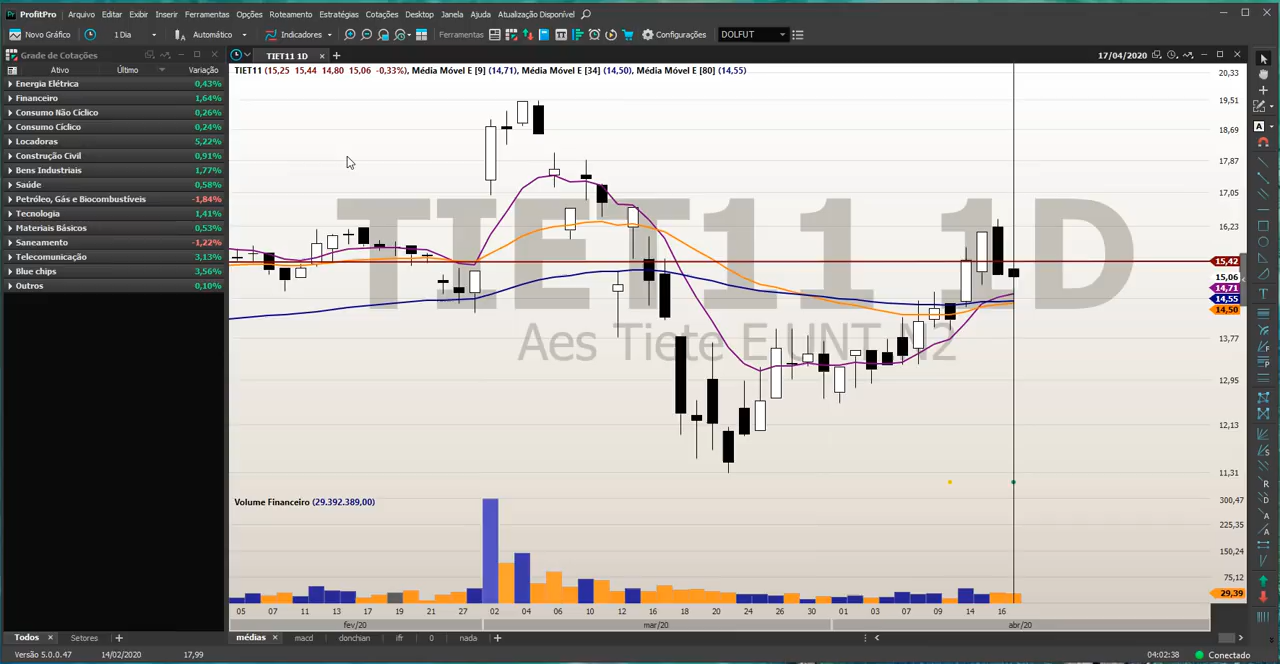 ProfitPro Arquivo Editar Exibir Inserir Ferramentas Opções Roteamento Estratégias Cotações Desktop Janela Ajuda Atualização Disponível
Novo Gráfico 1 Dia Automático Indicadores Ferramentas Configurações DOLFUT
Grade de Cotações
Ativo Último Variação
Energia Elétrica 0,43%
Financeiro 1,64%
Consumo Não Cíclico 0,26%
Consumo Cíclico 0,24%
Locadoras 5,22%
Construção Civil 0,91%
Bens Industriais 1,77%
Saúde 0,58%
Petróleo, Gás e Biocombustíveis -1,84%
Tecnologia 1,41%
Materiais Básicos 0,53%
Saneamento -1,22%
Telecomunicação 3,13%
Blue chips 3,56%
Outros 0,10%
Todos Setores
Versão 5.0.0.47 14/02/2020 17,99
TIET11 1D
17/04/2020
TIET11 (15,25 15,44 14,80 15,06 -0,33%), Média Móvel E [9] (14,71), Média Móvel E [34] (14,50), Média Móvel E [80] (14,55)
TIET11 1D
Aes Tiete E UNT N2
20,33
19,51
18,69
17,87
17,05
16,23
15,42
15,06
14,71
14,55
14,50
13,77
12,95
12,13
11,31
Volume Financeiro (29.392.389,00)
300,47
225,35
150,24
75,12
29,39
05 07 11 13 17 19 21 27 02 04 06 10 12 16 18 20 24 26 30 01 03 07 09 14 16
fev/20 mar/20 abr/20
médias macd donchian ifr 0 nada
04:02:38 Conectado